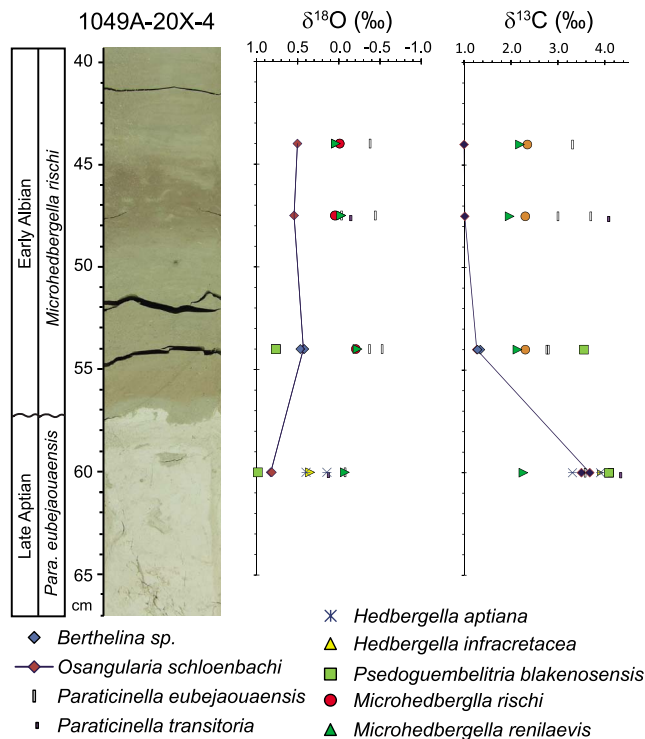 1049A-20X-4
δ18O (‰)
δ13C (‰)
1.0 0.5 0.0 -0.5 -1.0
1.0 2.0 3.0 4.0
40
45
50
55
60
65
cm
Early Albian
Microhedbergella rischi
Late Aptian
Para. eubejaouaensis
Berthelina sp.
Osangularia schloenbachi
Paraticinella eubejaouaensis
Paraticinella transitoria
Hedbergella aptiana
Hedbergella infracretacea
Psedoguembelitria blakenosensis
Microhedberglla rischi
Microhedbergella renilaevis